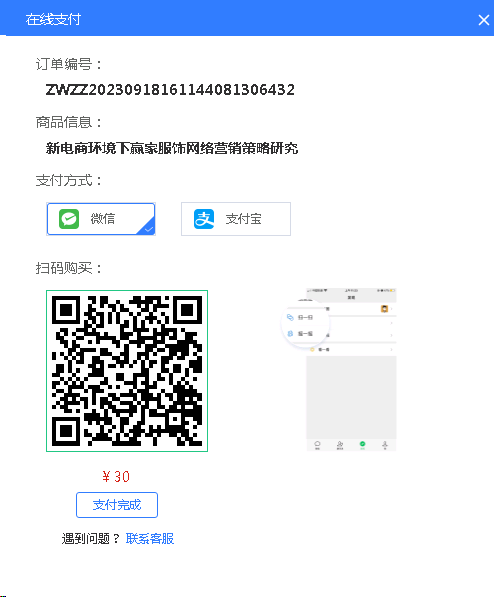 在线支付
订单编号：
ZWZZ20230918161144081306432
商品信息：
新电商环境下赢家服饰网络营销策略研究
支付方式：
微信
支付宝
扫码购买：
扫一扫
¥30
支付完成
遇到问题？ 联系客服